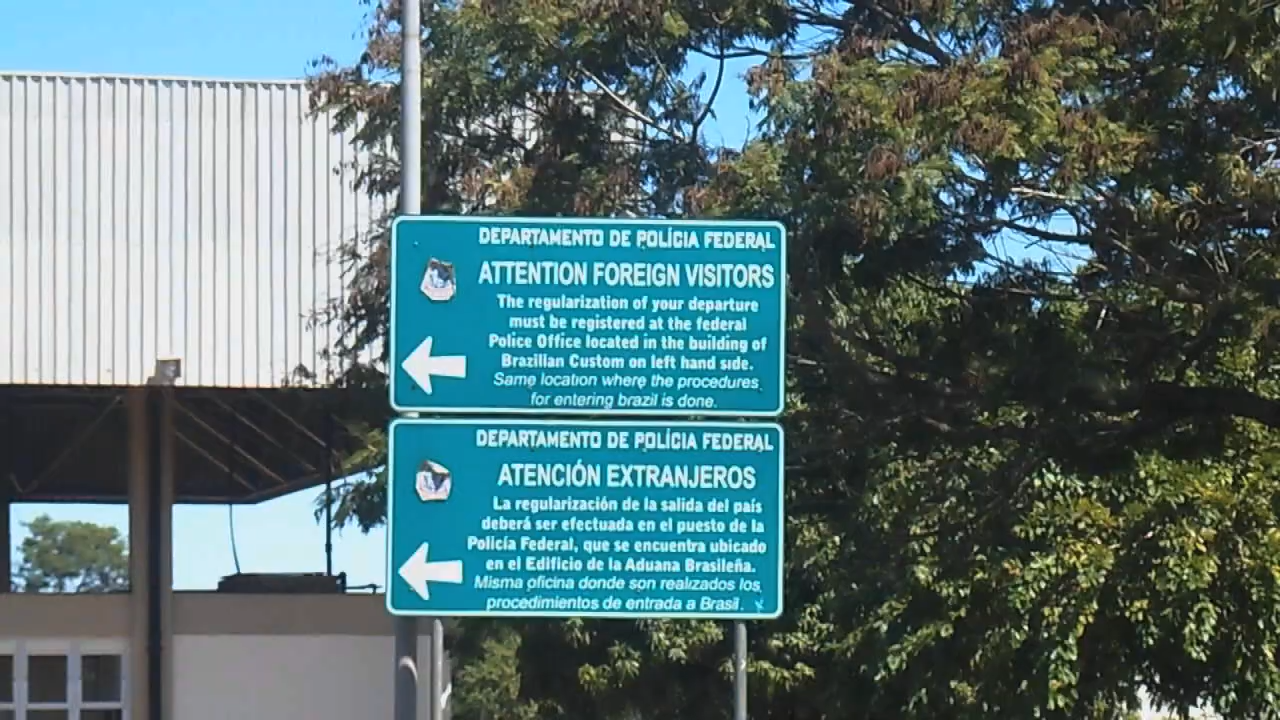 DEPARTAMENTO DE POLÍCIA FEDERAL
ATTENTION FOREIGN VISITORS
The regularization of your departure
must be registered at the federal
Police Office located in the building of
Brazilian Custom on left hand side.
Same location where the procedures
for entering brazil is done.
DEPARTAMENTO DE POLÍCIA FEDERAL
ATENCIÓN EXTRANJEROS
La regularización de la salida del país
deberá ser efectuada en el puesto de la
Policía Federal, que se encuentra ubicado
en el Edificio de la Aduana Brasileña.
Misma oficina donde son realizados los
procedimientos de entrada a Brasil.